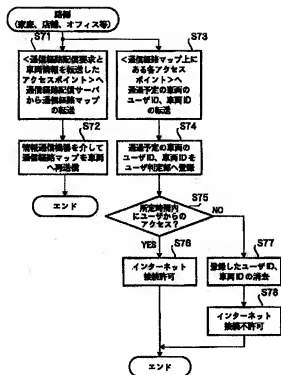 路側
(家庭、店舗、オフィス等)
S71
S73
<通信経路配信要求と
車両情報を転送した
アクセスポイント>へ
通信経路配信サーバ
から通信経路マップ
の転送
<通信経路マップ上に
ある各アクセス
ポイント>へ
通過予定の車両の
ユーザID、車両ID
の転送
S72
S74
情報通信機器を介して
通信経路マップを車両
へ再送信
通過予定の車両の
ユーザID、車両IDを
ユーザ判定部へ登録
エンド
S75
所定時間内
にユーザからの
アクセス?
YES
NO
S76
S77
インターネット
接続許可
登録したユーザID、
車両IDの消去
S78
インターネット
接続不許可
エンド